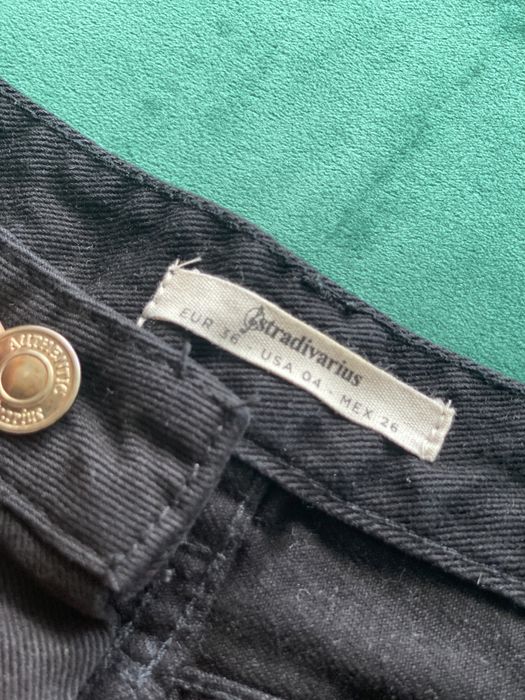 stradivarius
EUR 36 USA 04 - MEX 26
AUTHENTIC